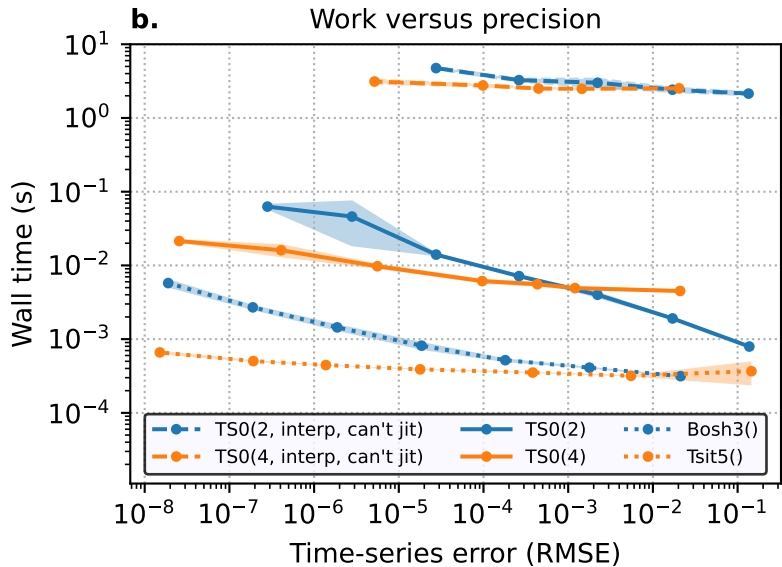 b. Work versus precision
Wall time (s)
10^1
10^0
10^-1
10^-2
10^-3
10^-4
TS0(2, interp, can't jit)
TS0(4, interp, can't jit)
TS0(2)
TS0(4)
Bosh3()
Tsit5()
10^-8 10^-7 10^-6 10^-5 10^-4 10^-3 10^-2 10^-1
Time-series error (RMSE)